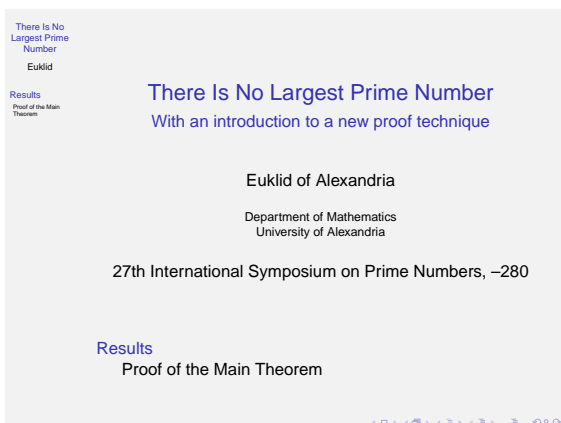 There Is No
Largest Prime
Number
Euklid
Results
Proof of the Main
Theorem
There Is No Largest Prime Number
With an introduction to a new proof technique
Euklid of Alexandria
Department of Mathematics
University of Alexandria
27th International Symposium on Prime Numbers, –280
Results
Proof of the Main Theorem